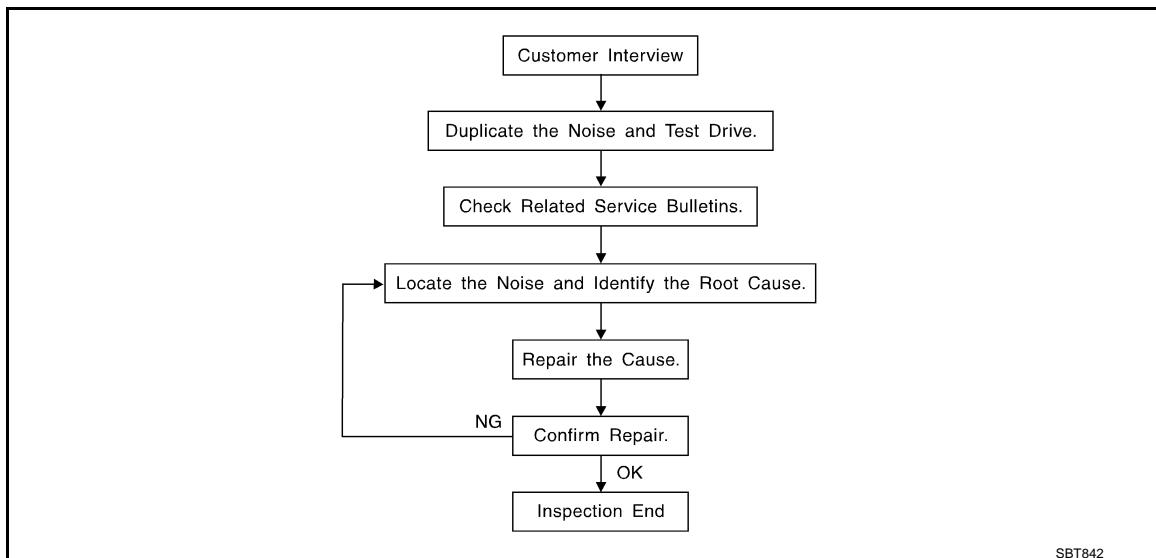 Customer Interview
Duplicate the Noise and Test Drive.
Check Related Service Bulletins.
Locate the Noise and Identify the Root Cause.
Repair the Cause.
NG
Confirm Repair.
OK
Inspection End
SBT842